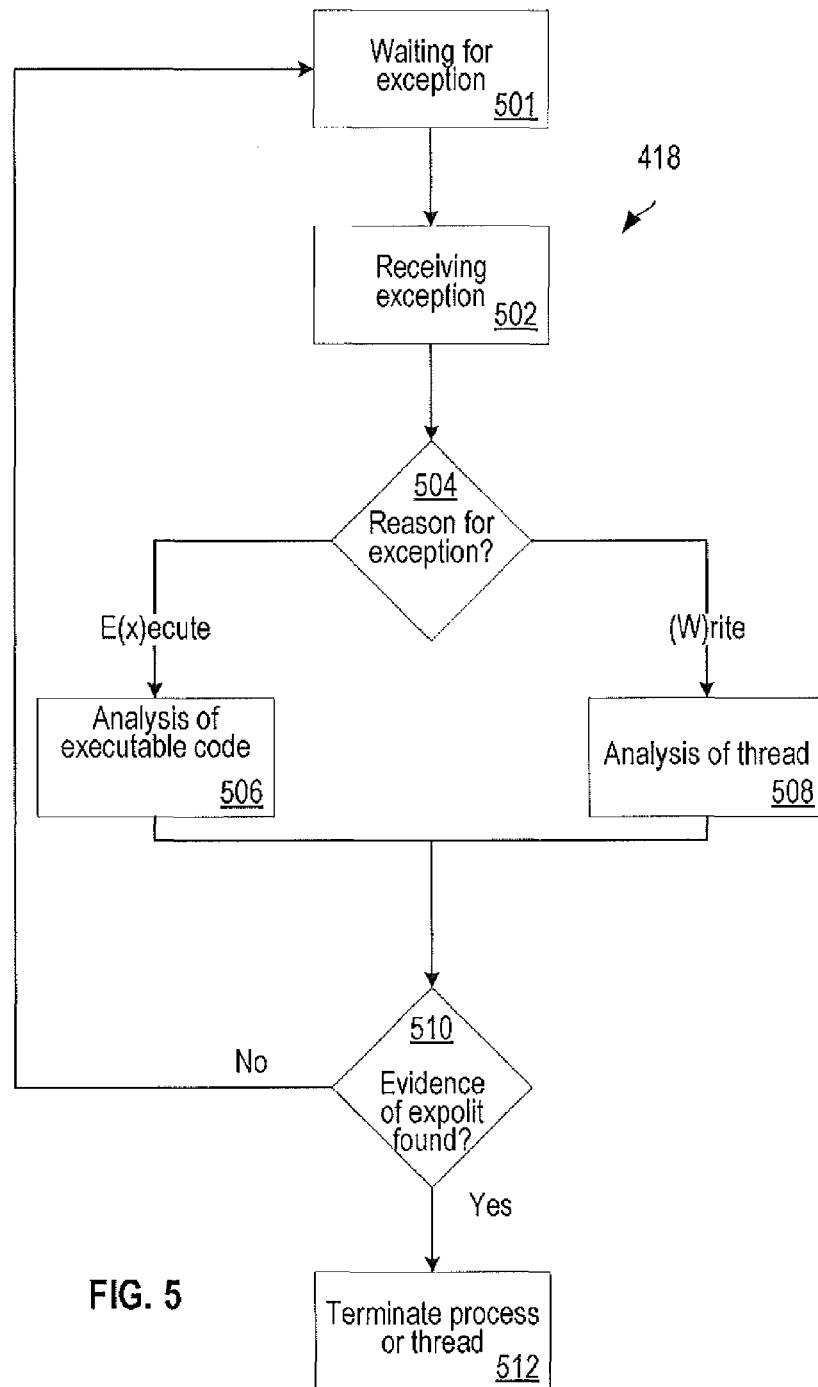 Waiting for
exception
501
418
Receiving
exception
502
504
Reason for
exception?
E(x)ecute
(W)rite
Analysis of
executable code
506
Analysis of thread
508
510
Evidence
of expolit
found?
No
Yes
FIG. 5
Terminate process
or thread
512